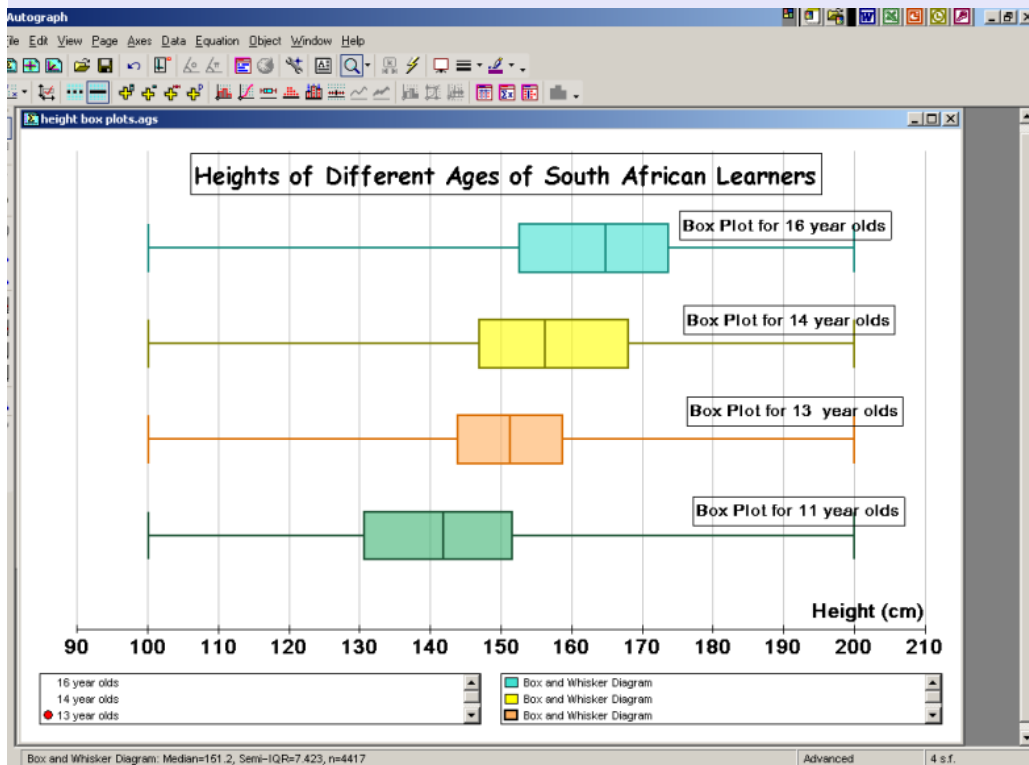 Autograph
File Edit View Page Axes Data Equation Object Window Help
height box plots.ags
Heights of Different Ages of South African Learners
Box Plot for 16 year olds
Box Plot for 14 year olds
Box Plot for 13 year olds
Box Plot for 11 year olds
Height (cm)
90 100 110 120 130 140 150 160 170 180 190 200 210
16 year olds
14 year olds
13 year olds
Box and Whisker Diagram
Box and Whisker Diagram
Box and Whisker Diagram
Box and Whisker Diagram: Median=151.2, Semi-IQR=7.423, n=4417
Advanced
4 s.f.